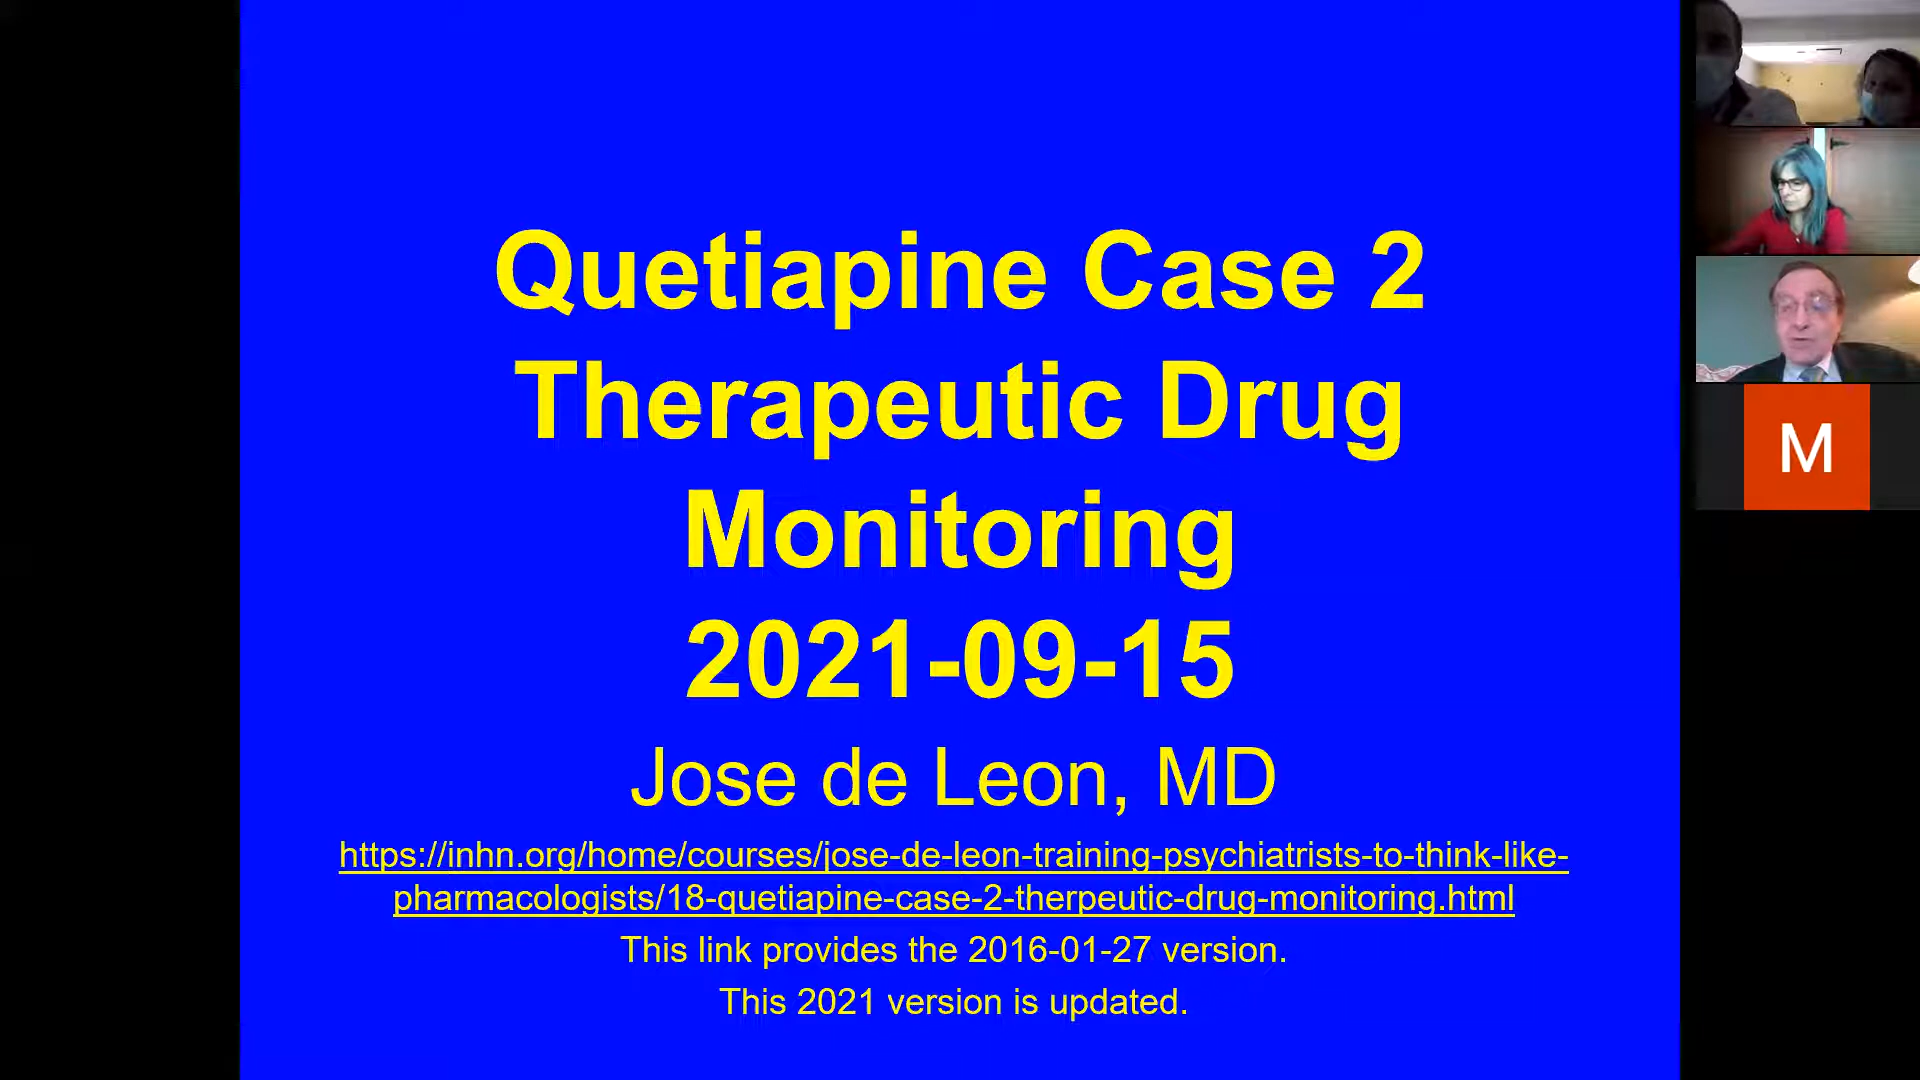 Quetiapine Case 2
Therapeutic Drug
Monitoring
2021-09-15
Jose de Leon, MD
https://inhn.org/home/courses/jose-de-leon-training-psychiatrists-to-think-like-
pharmacologists/18-quetiapine-case-2-therpeutic-drug-monitoring.html
This link provides the 2016-01-27 version.
This 2021 version is updated.
M